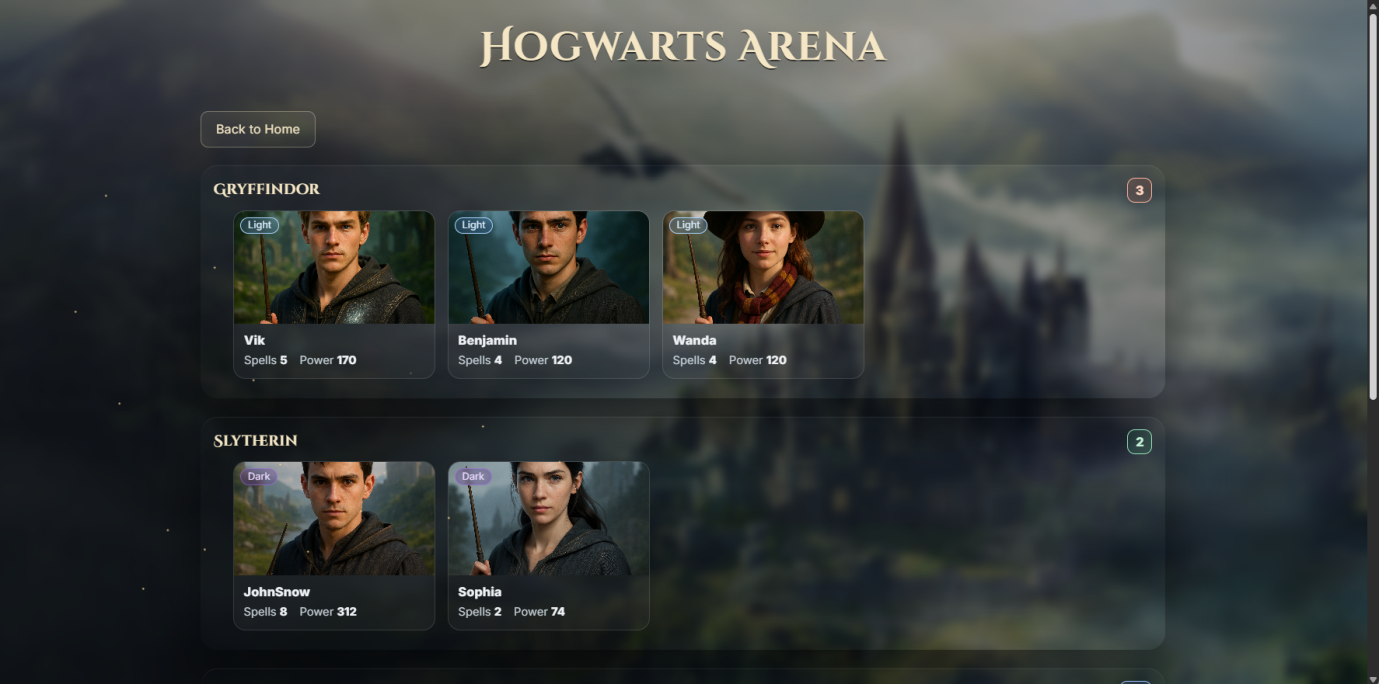 Hogwarts Arena
Back to Home
Gryffindor
3
Light
Light
Light
Vik
Benjamin
Wanda
Spells 5 Power 170
Spells 4 Power 120
Spells 4 Power 120
Slytherin
2
Dark
Dark
JohnSnow
Sophia
Spells 8 Power 312
Spells 2 Power 74